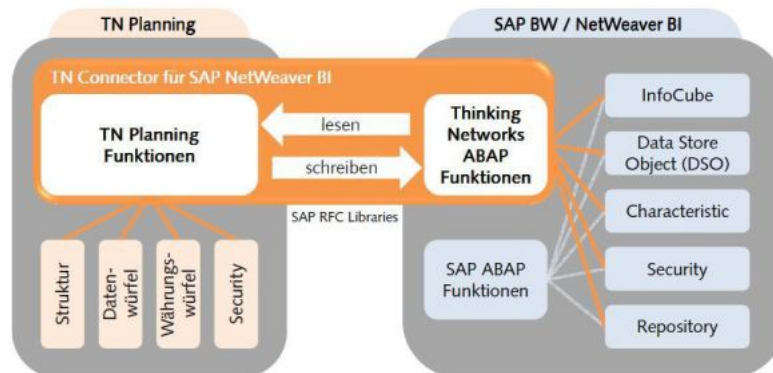 TN Planning
SAP BW / NetWeaver BI
TN Connector für SAP NetWeaver BI
TN Planning
Funktionen
lesen
schreiben
Thinking
Networks
ABAP
Funktionen
SAP RFC Libraries
Struktur
Daten-
würfel
Währungs-
würfel
Security
SAP ABAP
Funktionen
InfoCube
Data Store
Object (DSO)
Characteristic
Security
Repository